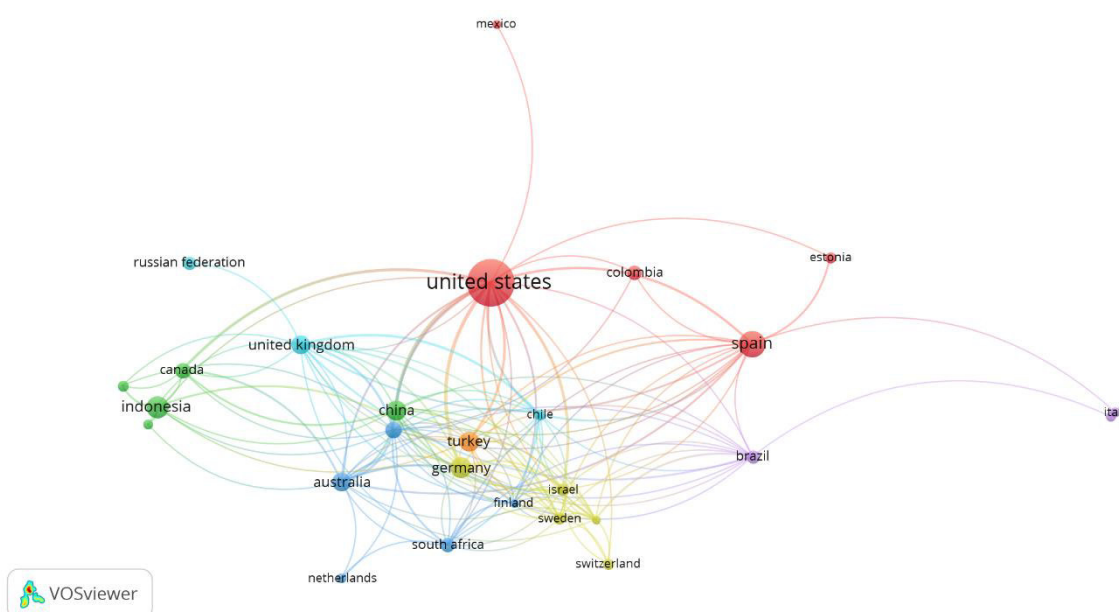 mexico
russian federation
estonia
colombia
united states
united kingdom
spain
canada
indonesia
china
chile
ita
turkey
brazil
germany
australia
israel
finland
sweden
south africa
switzerland
netherlands
VOSviewer